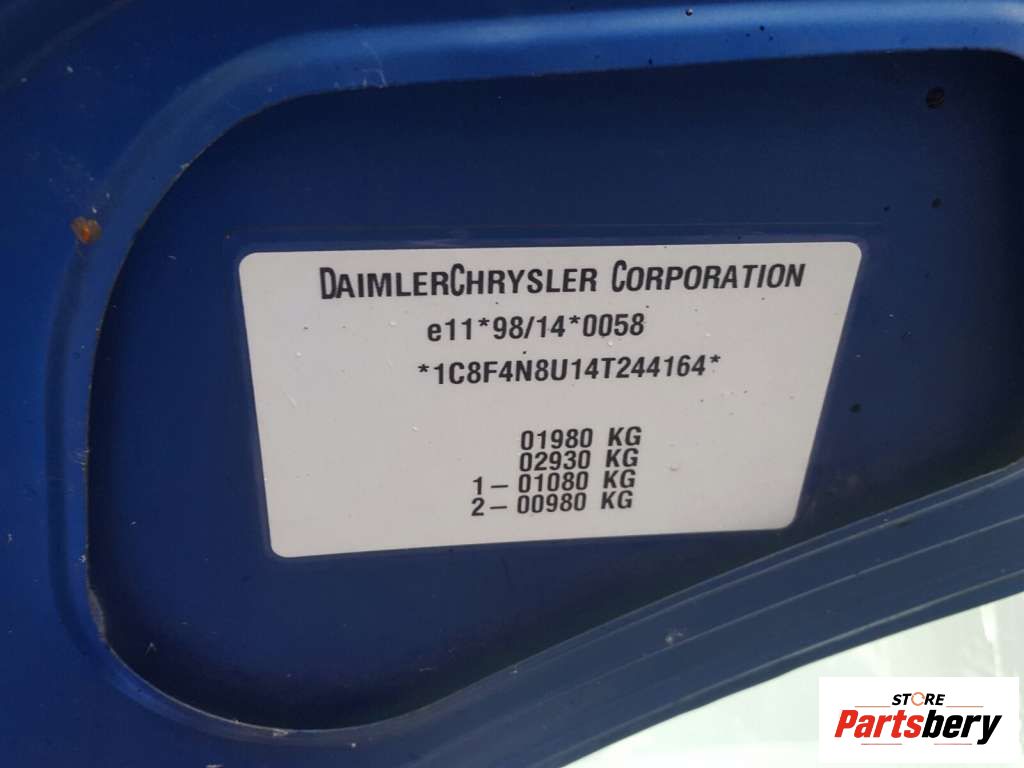 DAIMLERCHRYSLER CORPORATION
e11*98/14*0058
*1C8F4N8U14T244164*
01980 KG
02930 KG
1– 01080 KG
2– 00980 KG
STORE
Partsbery